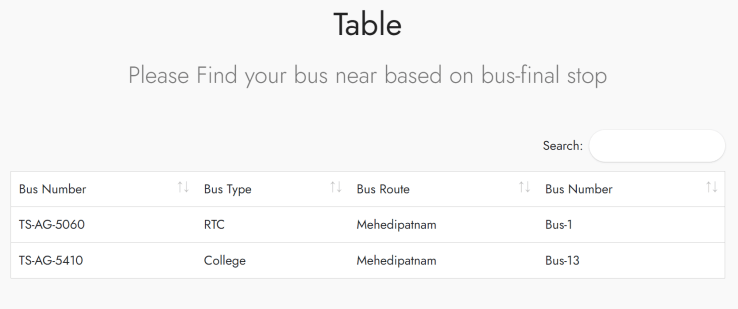 Table
Please Find your bus near based on bus-final stop
Search:
Bus Number Bus Type Bus Route Bus Number
TS-AG-5060 RTC Mehedipatnam Bus-1
TS-AG-5410 College Mehedipatnam Bus-13